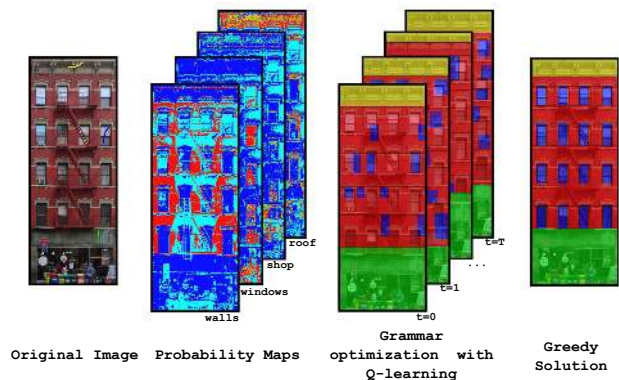 roof
shop
windows
walls
t=T
...
t=1
t=0
Original Image
Probability Maps
Grammar
optimization with
Q-learning
Greedy
Solution